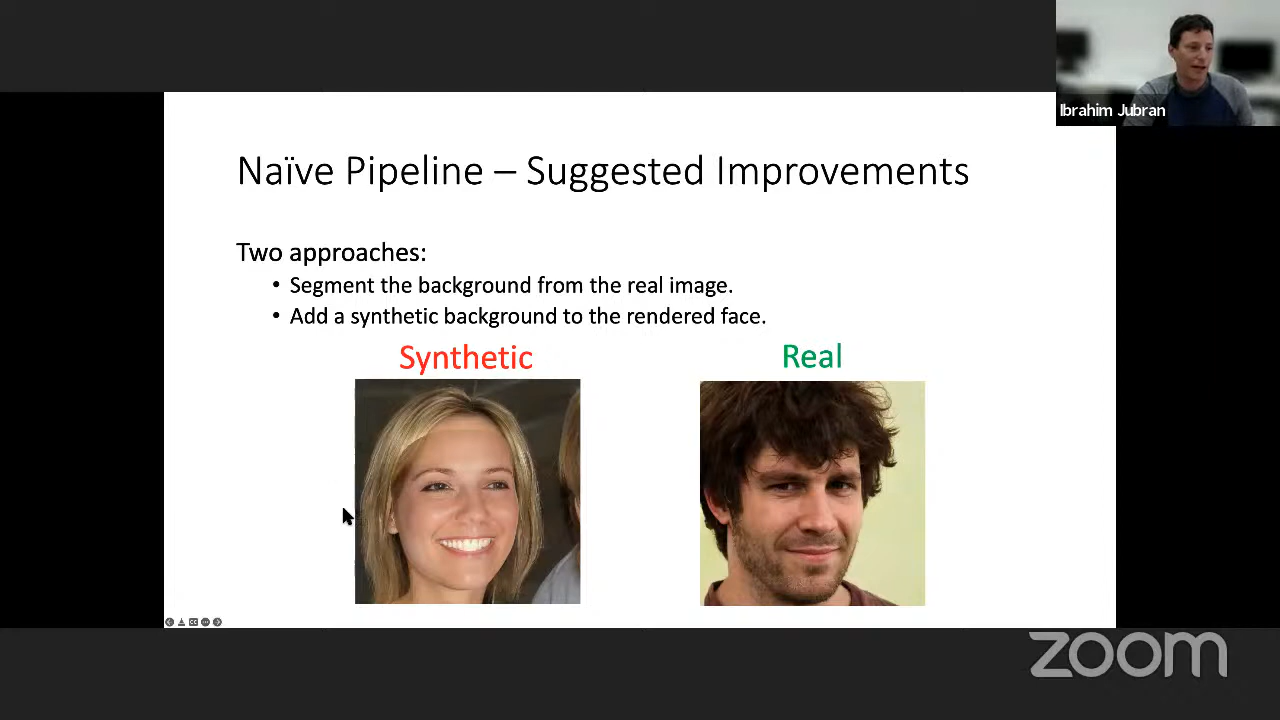 Ibrahim Jubran
Naïve Pipeline – Suggested Improvements
Two approaches:
• Segment the background from the real image.
• Add a synthetic background to the rendered face.
Synthetic
Real
zoom